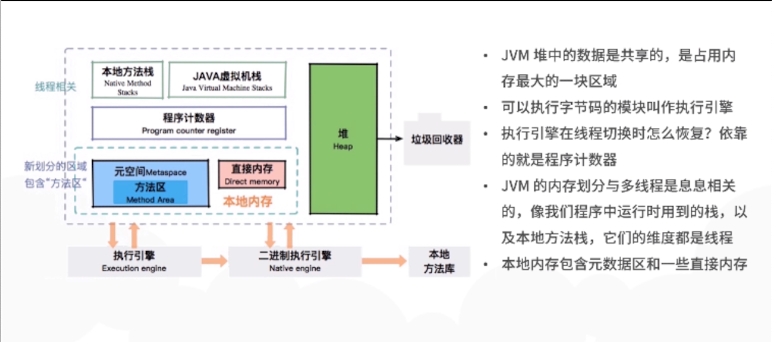 本地方法栈
Native Method
Stacks
JAVA虚拟机栈
Java Virtual Machine Stacks
线程相关
程序计数器
Program counter register
堆
Heap
垃圾回收器
新划分的区域
包含“方法区”
元空间Metaspace
方法区
Method Area
直接内存
Direct memory
本地内存
执行引擎
Execution engine
二进制执行引擎
Native engine
本地
方法库
• JVM 堆中的数据是共享的，是占用内
存最大的一块区域
• 可以执行字节码的模块叫作执行引擎
• 执行引擎在线程切换时怎么恢复？依靠
的就是程序计数器
• JVM 的内存划分与多线程是息息相关
的，像我们程序中运行时用到的栈，以
及本地方法栈，它们的维度都是线程
• 本地内存包含元数据区和一些直接内存